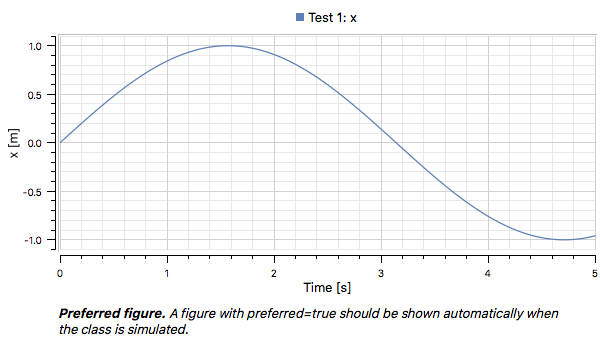 Test 1: x
1.0
0.5
0.0
-0.5
-1.0
x [m]
0 1 2 3 4 5
Time [s]
Preferred figure. A figure with preferred=true should be shown automatically when
the class is simulated.